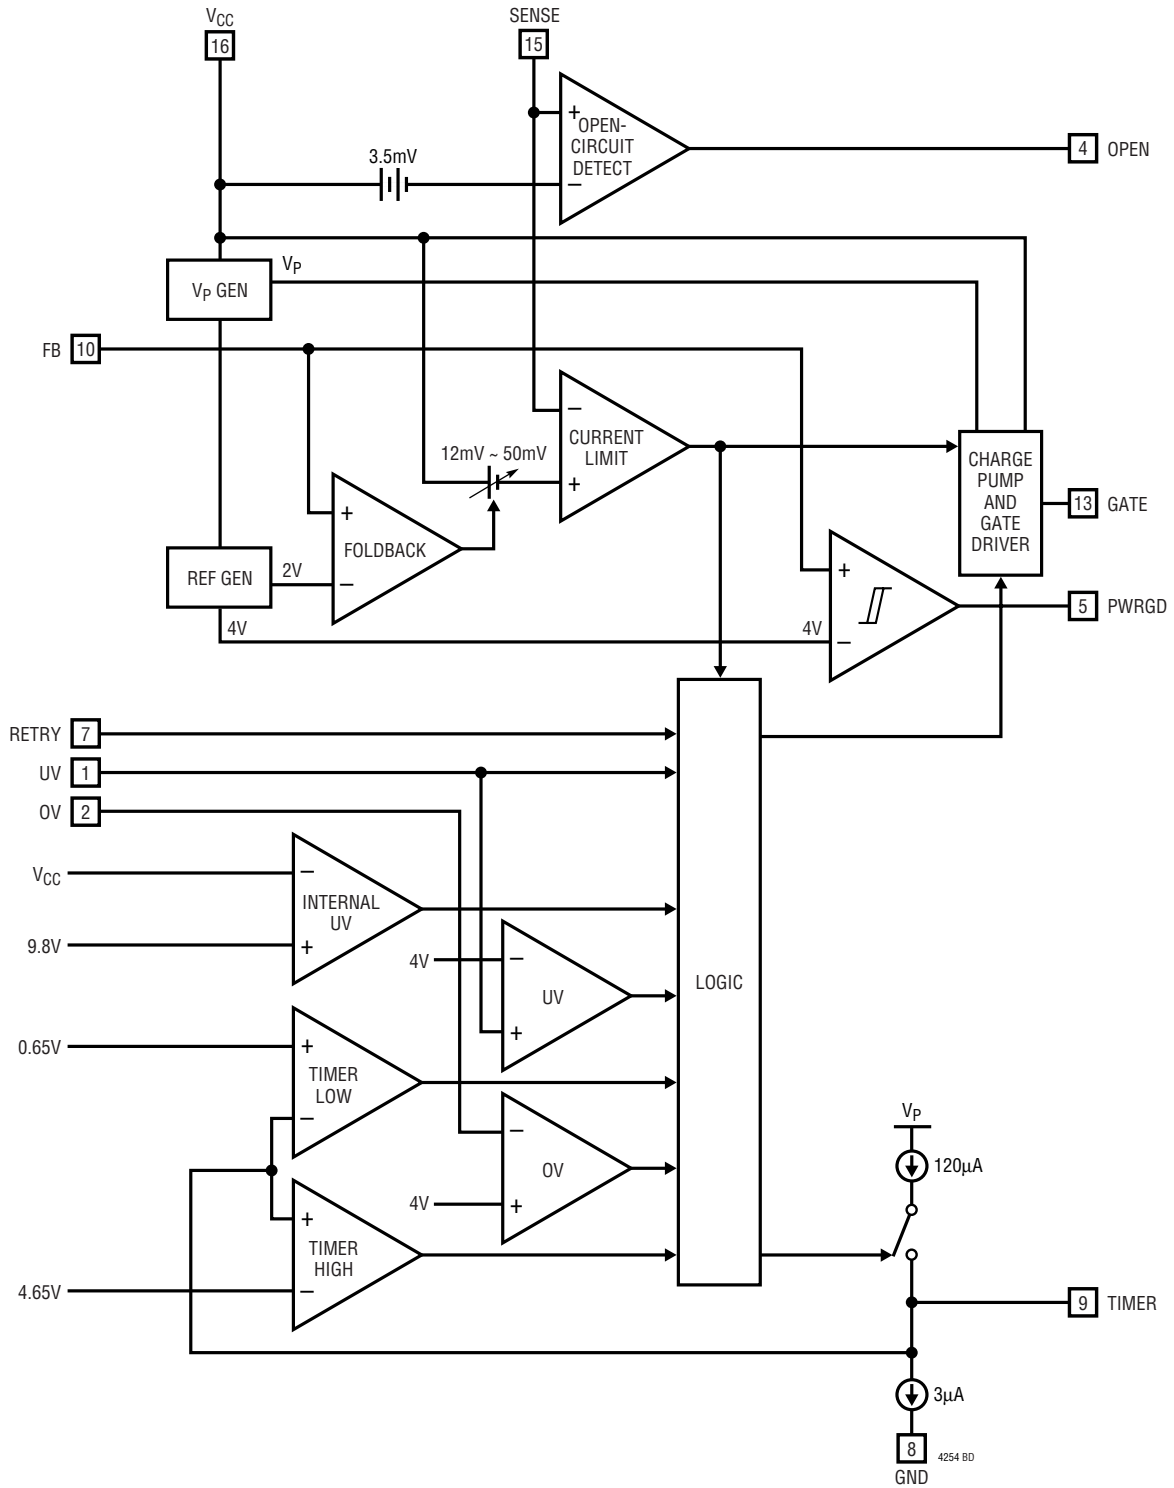 VCC
16
SENSE
15
+
OPEN-
CIRCUIT
DETECT
−
4
OPEN
3.5mV
VP
VP GEN
FB
10
−
CURRENT
LIMIT
+
12mV ~ 50mV
CHARGE
PUMP
AND
GATE
DRIVER
13
GATE
+
FOLDBACK
−
REF GEN
2V
4V
4V
+
−
5
PWRGD
RETRY
7
UV
1
OV
2
VCC
−
INTERNAL
UV
9.8V
+
4V
−
UV
+
LOGIC
0.65V
+
TIMER
LOW
−
−
OV
4V
+
+
TIMER
HIGH
4.65V
−
VP
120µA
9
TIMER
3µA
8
4254 BD
GND